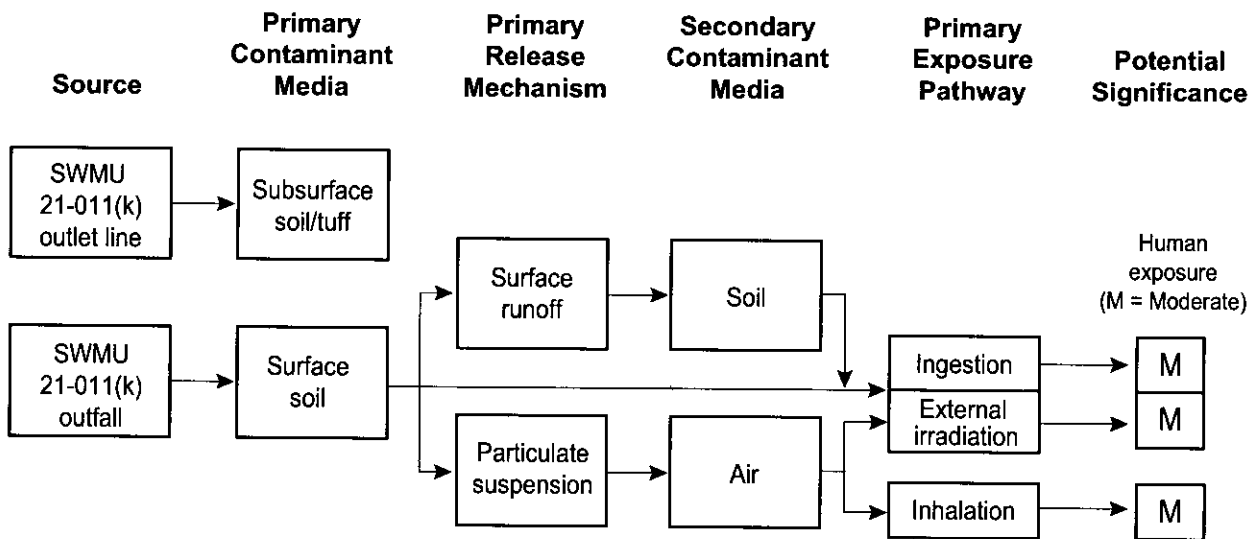 Source
Primary
Contaminant
Media
Primary
Release
Mechanism
Secondary
Contaminant
Media
Primary
Exposure
Pathway
Potential
Significance
SWMU
21-011(k)
outlet line
Subsurface
soil/tuff
Surface
runoff
Soil
Human
exposure
(M = Moderate)
SWMU
21-011(k)
outfall
Surface
soil
Ingestion
M
External
irradiation
M
Particulate
suspension
Air
Inhalation
M